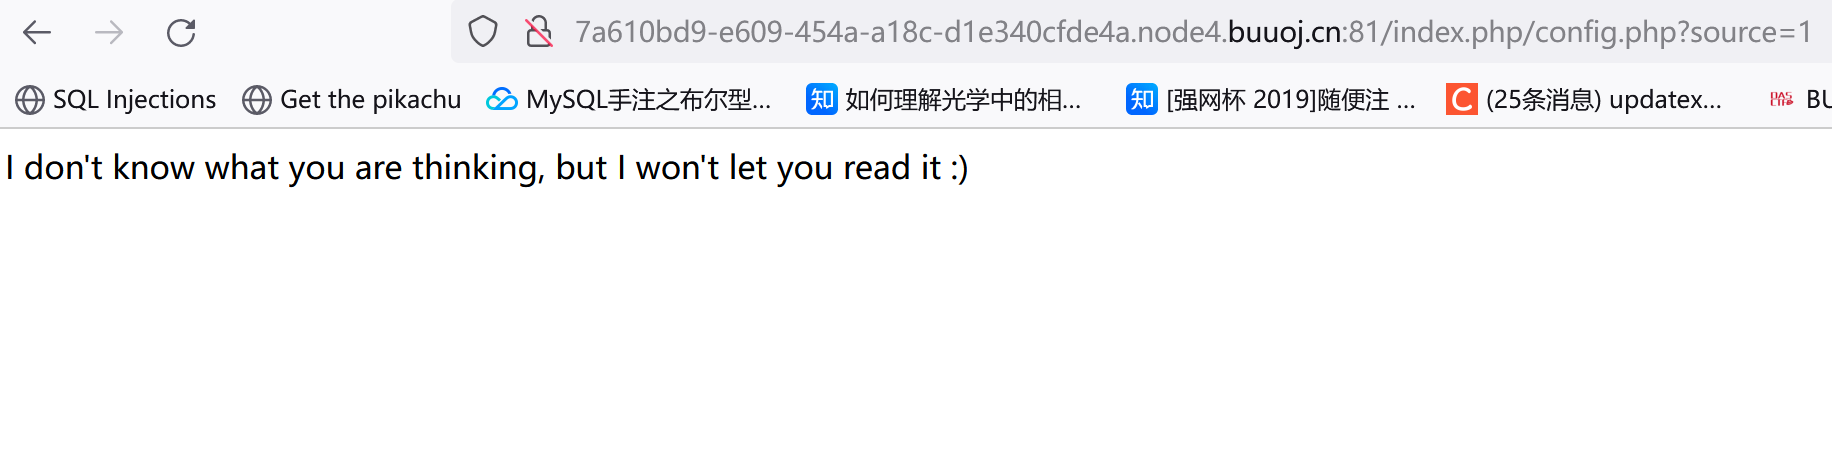 7a610bd9-e609-454a-a18c-d1e340cfde4a.node4.buuoj.cn:81/index.php/config.php?source=1
SQL Injections Get the pikachu MySQL手注之布尔型... 知 如何理解光学中的相... 知 [强网杯 2019]随便注 ... C (25条消息) updatex... DAS CTF BU
I don't know what you are thinking, but I won't let you read it :)